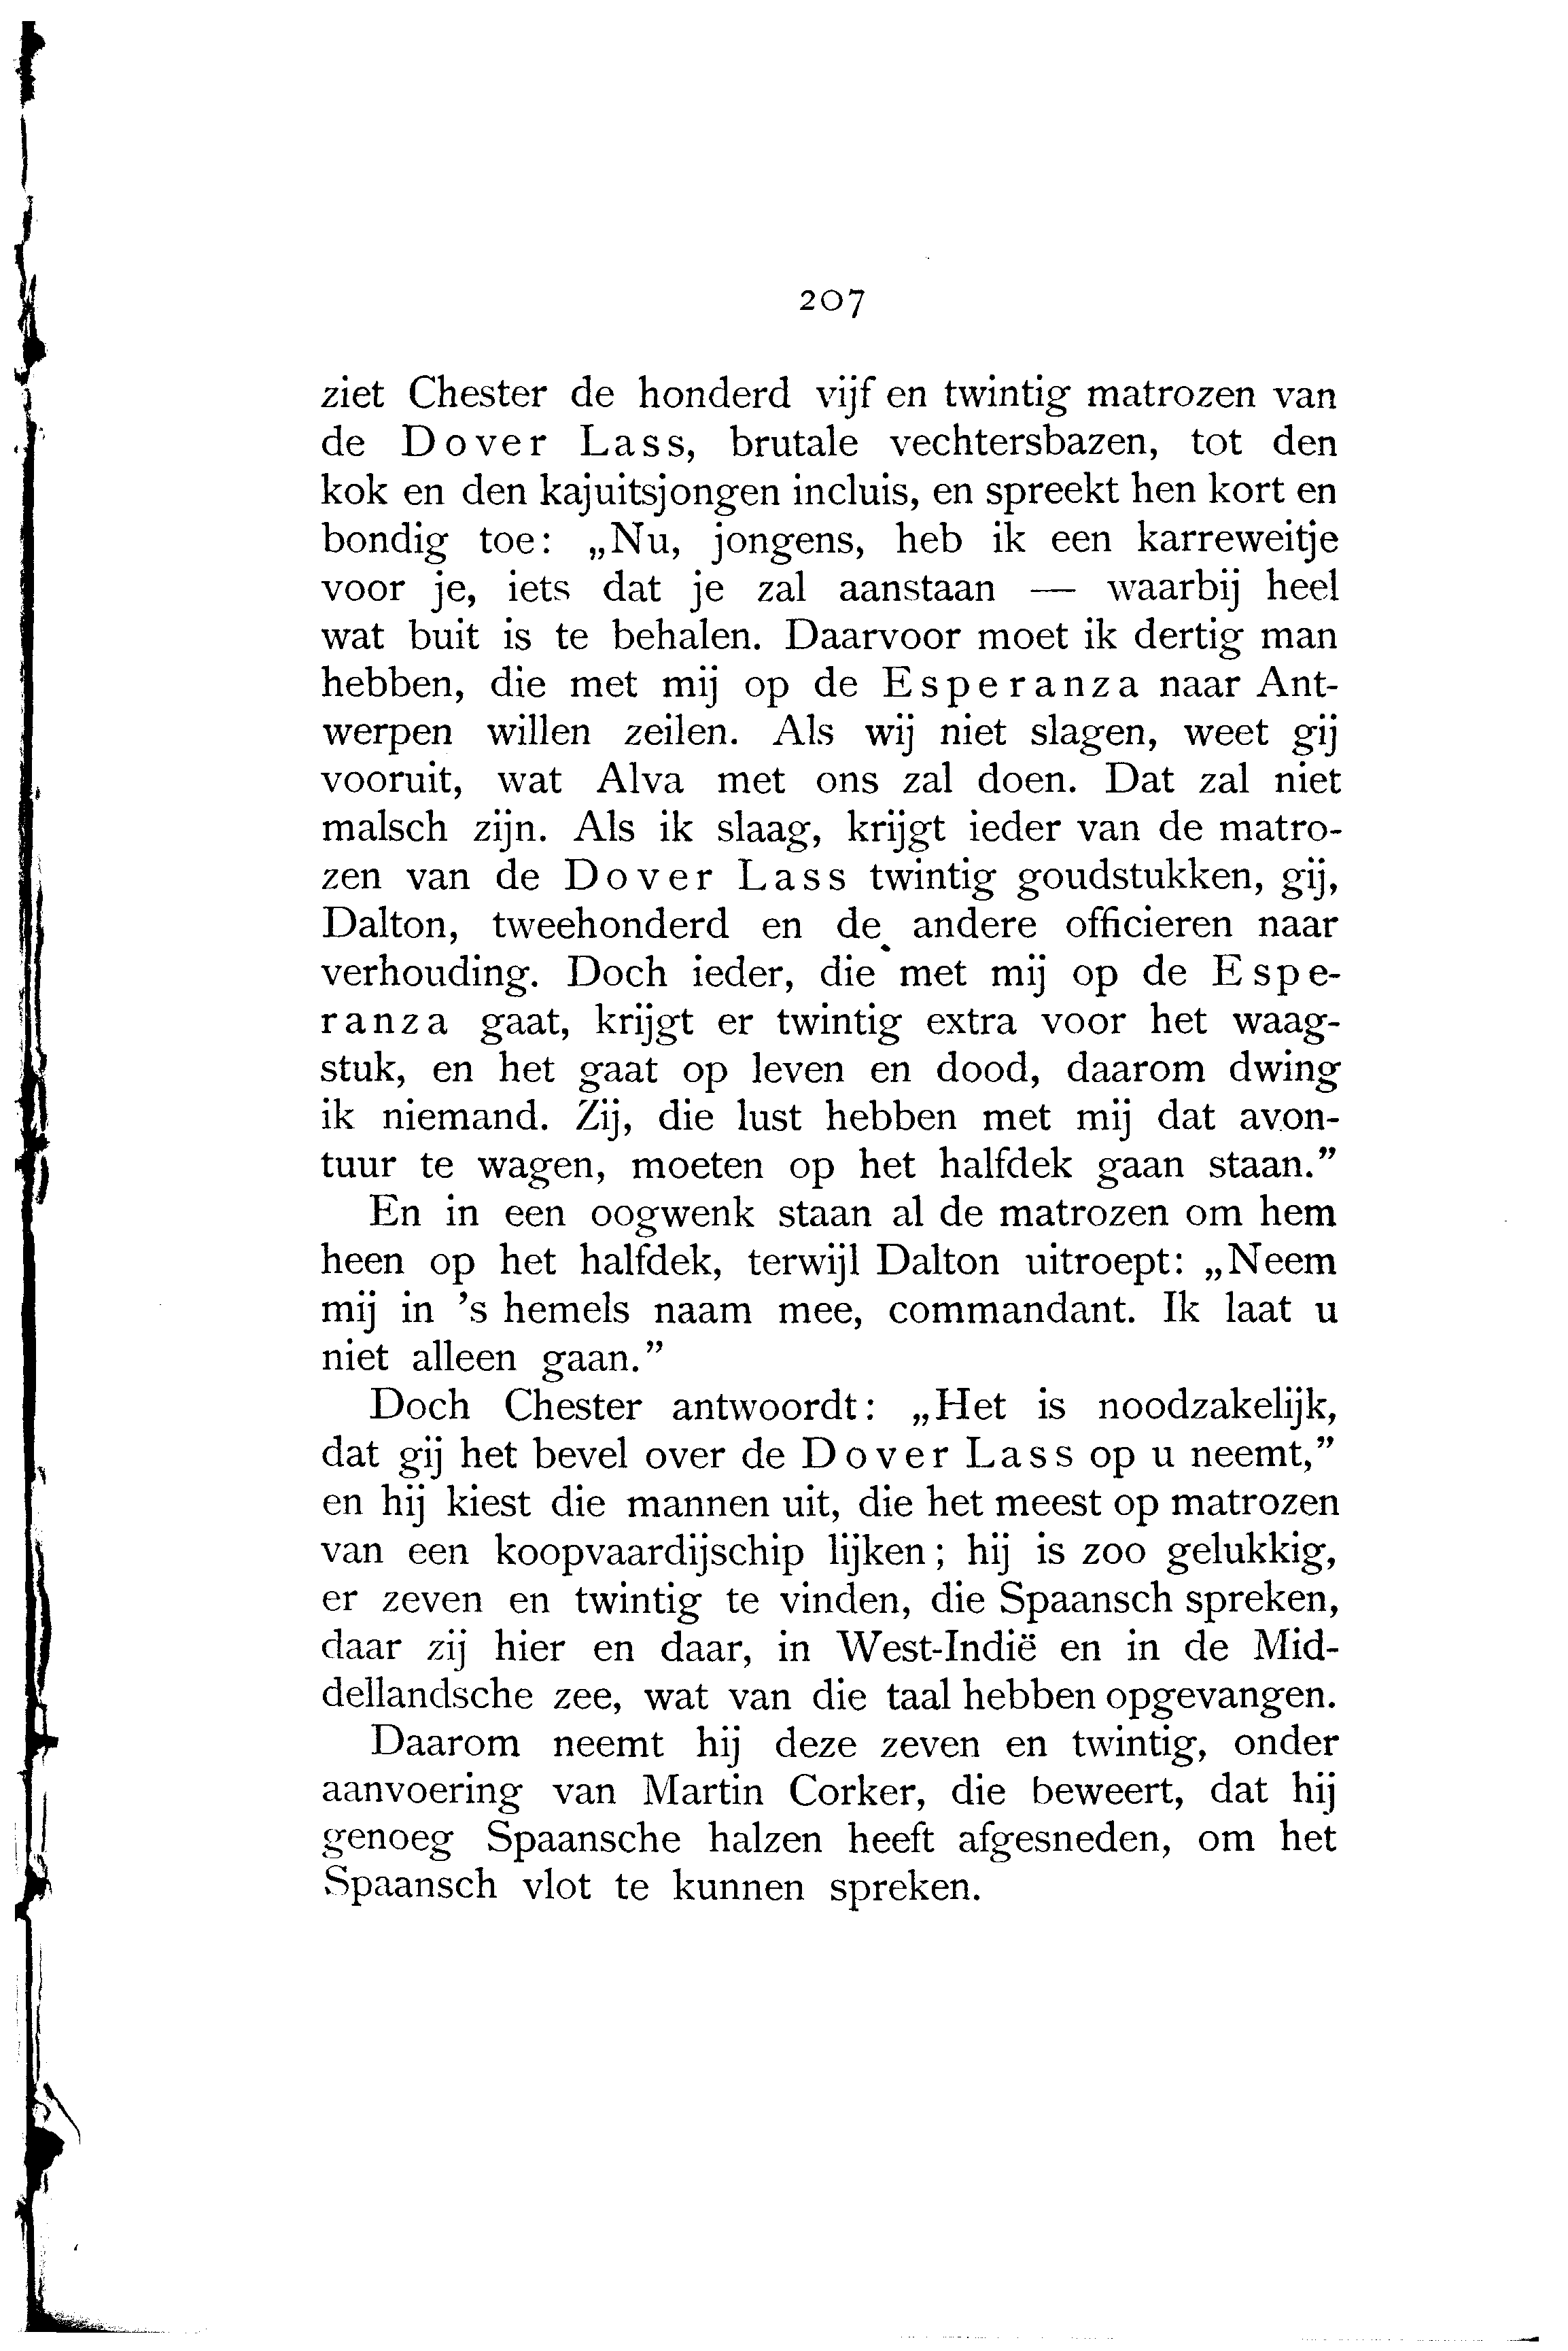 207
ziet Chester de honderd vijf en twintig matrozen van
de Dover Lass, brutale vechtersbazen, tot den
kok en den kajuitsjongen incluis, en spreekt hen kort en
bondig toe: „Nu, jongens, heb ik een karreweitje
voor je, iets dat je zal aanstaan — waarbij heel
wat buit is te behalen. Daarvoor moet ik dertig man
hebben, die met mij op de Esperanza naar Ant-
werpen willen zeilen. Als wij niet slagen, weet gij
vooruit, wat Alva met ons zal doen. Dat zal niet
malsch zijn. Als ik slaag, krijgt ieder van de matro-
zen van de Dover Lass twintig goudstukken, gij,
Dalton, tweehonderd en de andere officieren naar
verhouding. Doch ieder, die met mij op de Espe-
ranza gaat, krijgt er twintig extra voor het waag-
stuk, en het gaat op leven en dood, daarom dwing
ik niemand. Zij, die lust hebben met mij dat avon-
tuur te wagen, moeten op het halfdek gaan staan.”
En in een oogwenk staan al de matrozen om hem
heen op het halfdek, terwijl Dalton uitroept: „Neem
mij in ’s hemels naam mee, commandant. Ik laat u
niet alleen gaan.”
Doch Chester antwoordt: „Het is noodzakelijk,
dat gij het bevel over de Dover Lass op u neemt,”
en hij kiest die mannen uit, die het meest op matrozen
van een koopvaardijschip lijken; hij is zoo gelukkig,
er zeven en twintig te vinden, die Spaansch spreken,
daar zij hier en daar, in West-Indië en in de Mid-
dellandsche zee, wat van die taal hebben opgevangen.
Daarom neemt hij deze zeven en twintig, onder
aanvoering van Martin Corker, die beweert, dat hij
genoeg Spaansche halzen heeft afgesneden, om het
Spaansch vlot te kunnen spreken.